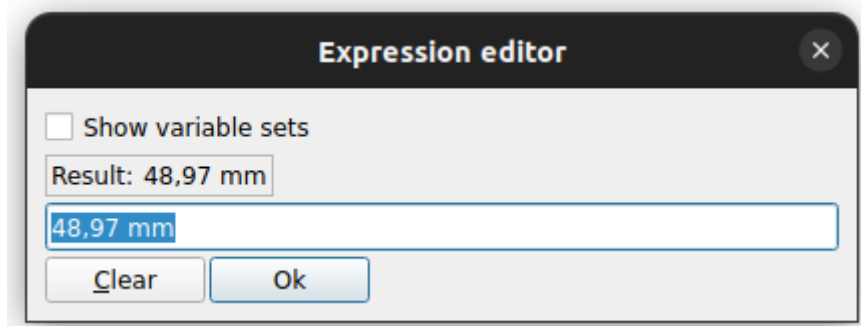 Expression editor
Show variable sets
Result: 48,97 mm
48,97 mm
Clear
Ok